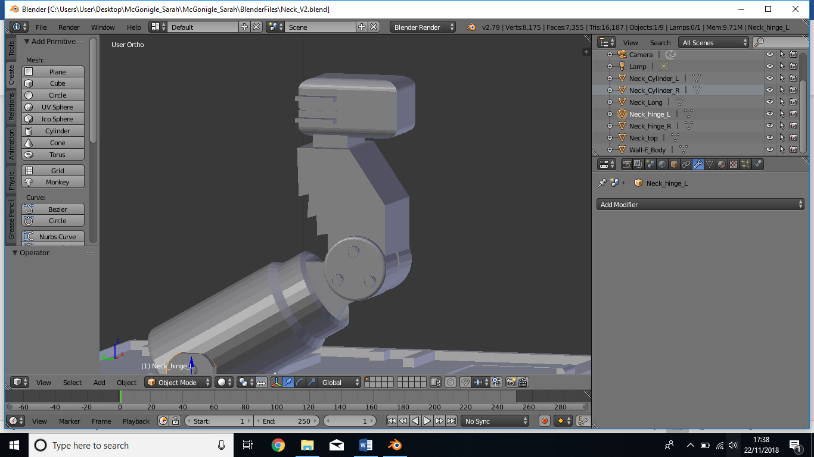 Blender [C:\Users\User\Desktop\McGonigle_Sarah\McGonigle_Sarah\BlenderFiles\Neck_V2.blend]
File Render Window Help Default Scene Blender Render v2.79 | Verts:8,175 | Faces:7,355 | Tris:16,187 | Objects:1/9 | Lamps:0/1 | Mem:9.71M | Neck_hinge_L
Tools
Create
Relations
Animation
Physic
Grease Pencil
Add Primitive
Mesh:
Plane
Cube
Circle
UV Sphere
Ico Sphere
Cylinder
Cone
Torus
Grid
Monkey
Curve:
Bezier
Circle
Nurbs Curve
Operator
User Ortho
(1) Neck_hinge
View Search All Scenes
Camera
Lamp
Neck_Cylinder_L
Neck_Cylinder_R
Neck_Long
Neck_hinge_L
Neck_hinge_R
Neck_top
Wall-E_Body
Neck_hinge_L
Add Modifier
View Select Add Object Object Mode Global
-60 -40 -20 0 20 40 60 80 100 120 140 160 180 200 220 240 260 280
View Marker Frame Playback Start: 1 End: 250 1 No Sync
Type here to search
17:38
22/11/2018
1